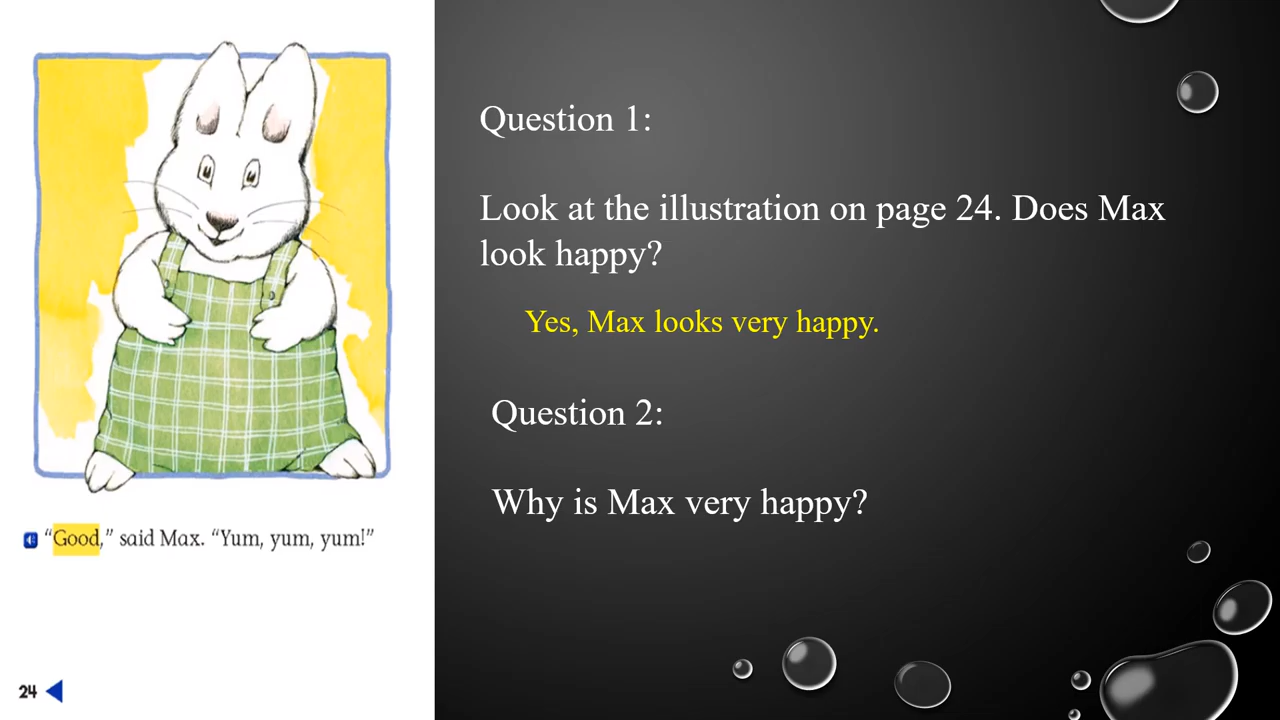 “Good,” said Max. “Yum, yum, yum!”
24
Question 1:
Look at the illustration on page 24. Does Max
look happy?
Yes, Max looks very happy.
Question 2:
Why is Max very happy?